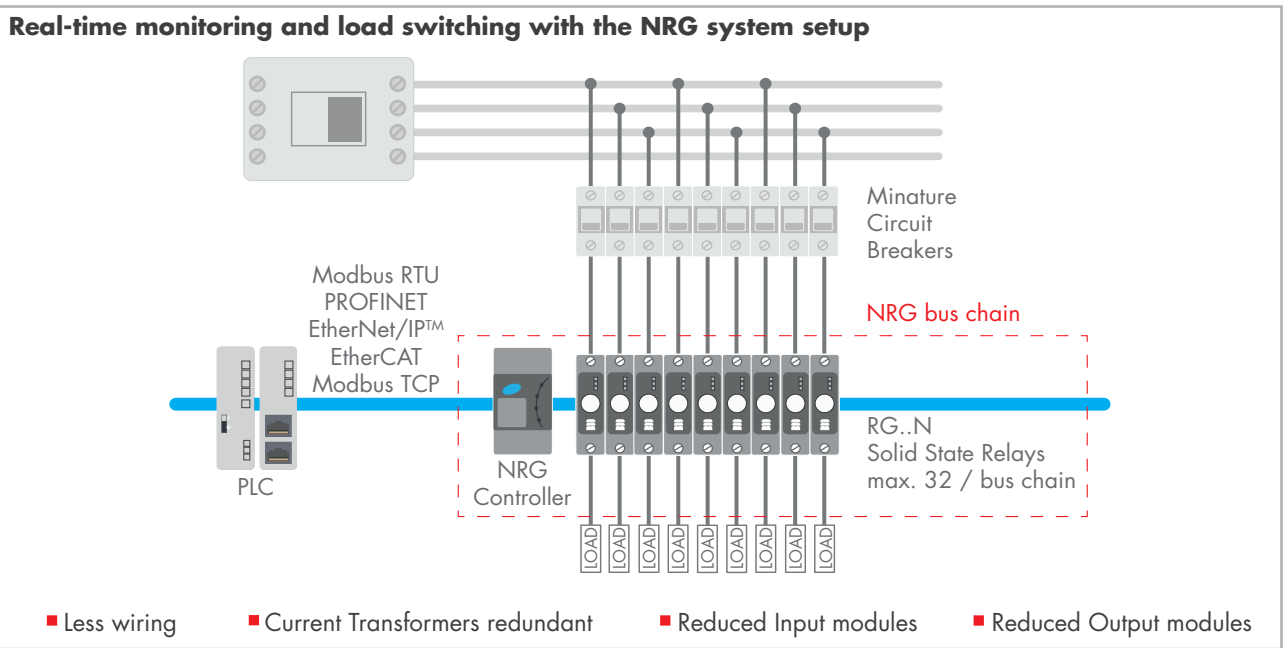 Real-time monitoring and load switching with the NRG system setup
Minature
Circuit
Breakers
Modbus RTU
PROFINET
EtherNet/IP™
EtherCAT
Modbus TCP
NRG bus chain
PLC
NRG
Controller
RG..N
Solid State Relays
max. 32 / bus chain
LOAD
LOAD
LOAD
LOAD
LOAD
LOAD
LOAD
LOAD
LOAD
Less wiring
Current Transformers redundant
Reduced Input modules
Reduced Output modules